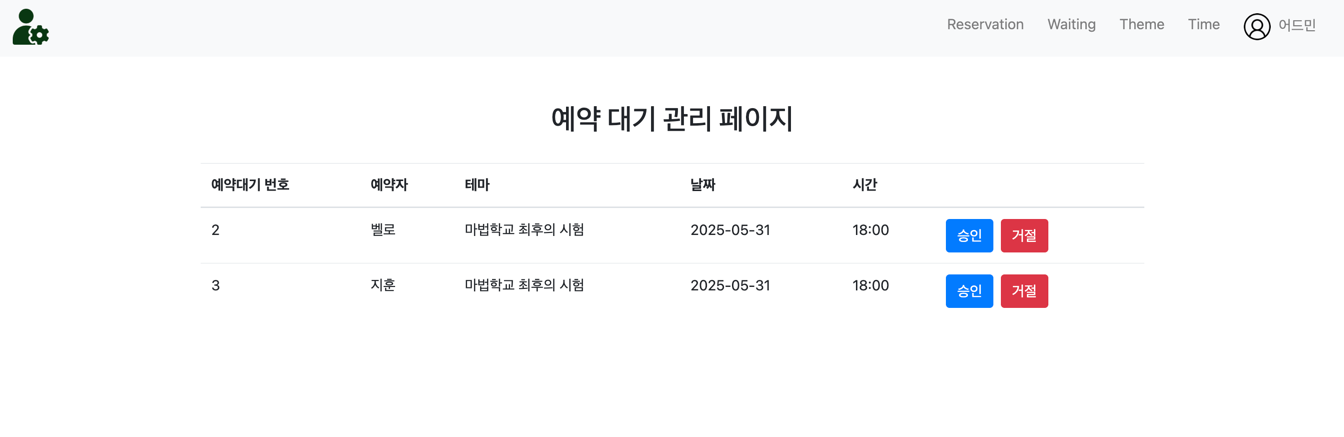 Reservation Waiting Theme Time 어드민
예약 대기 관리 페이지
예약대기 번호 예약자 테마 날짜 시간
2 벨로 마법학교 최후의 시험 2025-05-31 18:00 승인 거절
3 지훈 마법학교 최후의 시험 2025-05-31 18:00 승인 거절